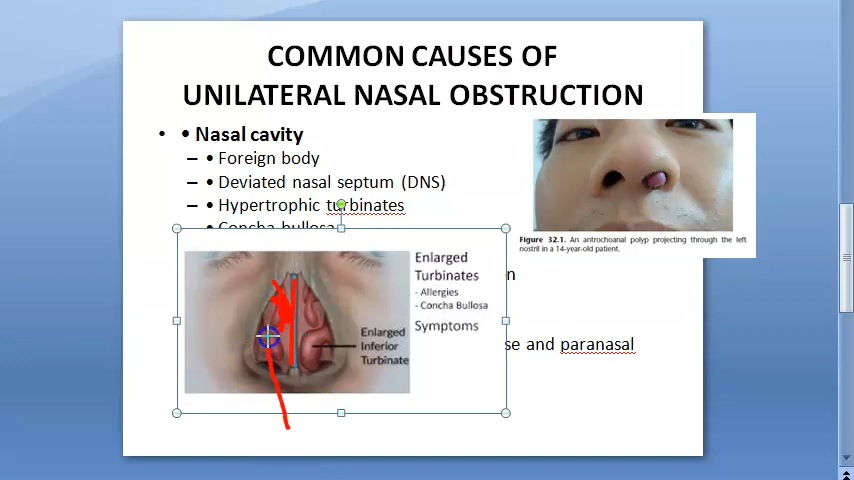 COMMON CAUSES OF
UNILATERAL NASAL OBSTRUCTION
• • Nasal cavity
– • Foreign body
– • Deviated nasal septum (DNS)
– • Hypertrophic turbinates
– • Concha bullosa
n
se and paranasal
Enlarged
Turbinates
- Allergies
- Concha Bullosa
Symptoms
Enlarged
Inferior
Turbinate
Figure 32.1. An antrochoanal polyp projecting through the left
nostril in a 14-year-old patient.